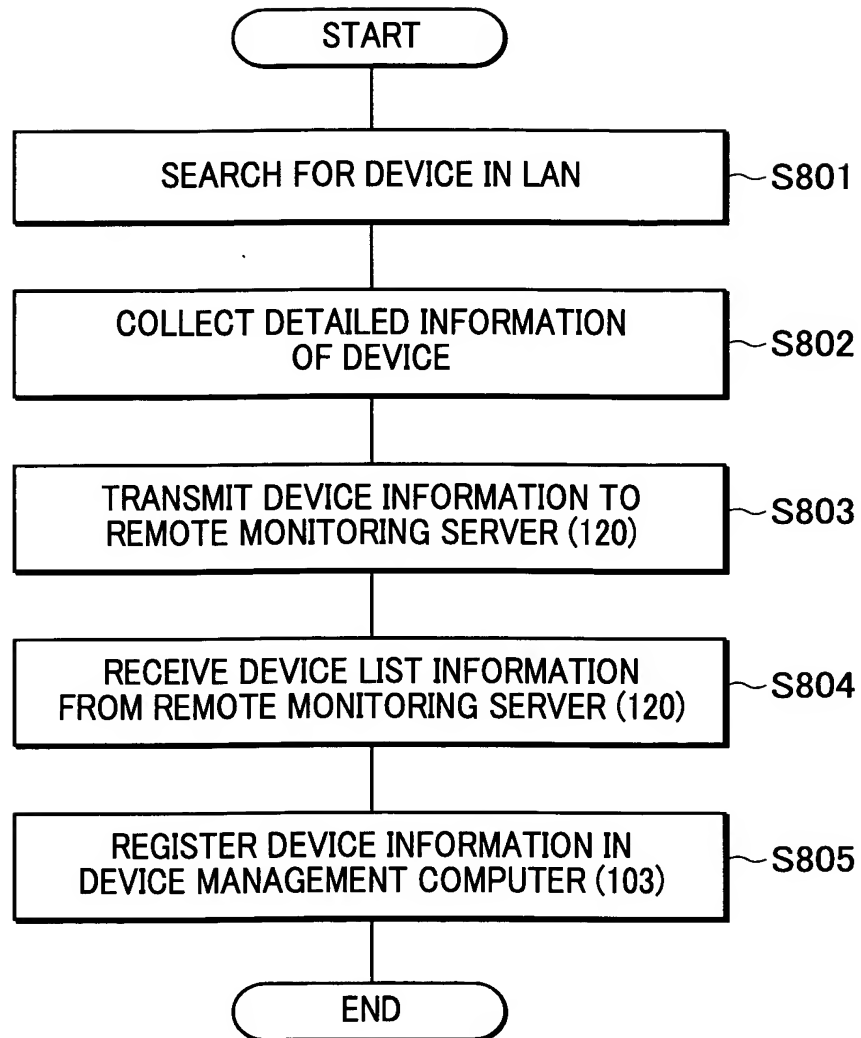 START
SEARCH FOR DEVICE IN LAN
S801
COLLECT DETAILED INFORMATION
OF DEVICE
S802
TRANSMIT DEVICE INFORMATION TO
REMOTE MONITORING SERVER (120)
S803
RECEIVE DEVICE LIST INFORMATION
FROM REMOTE MONITORING SERVER (120)
S804
REGISTER DEVICE INFORMATION IN
DEVICE MANAGEMENT COMPUTER (103)
S805
END